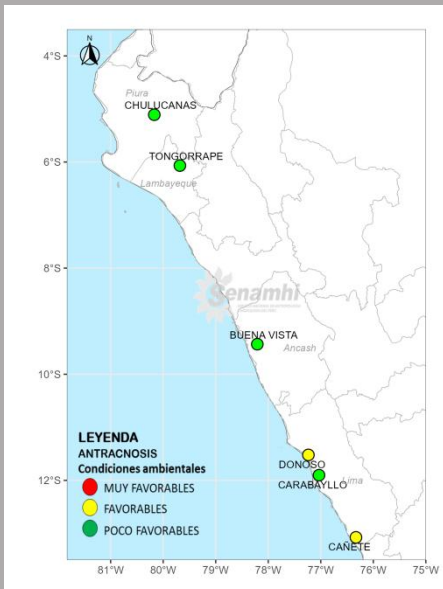 N
4°S
Piura
CHULUCANAS
6°S
TONGORRAPE
Lambayeque
8°S
Senamhi
BUENA VISTA
Ancash
10°S
LEYENDA
ANTRACNOSIS
Condiciones ambientales
MUY FAVORABLES
FAVORABLES
POCO FAVORABLES
DONOSO
CARABAYLLO
Lima
12°S
CAÑETE
81°W 80°W 79°W 78°W 77°W 76°W 75°W